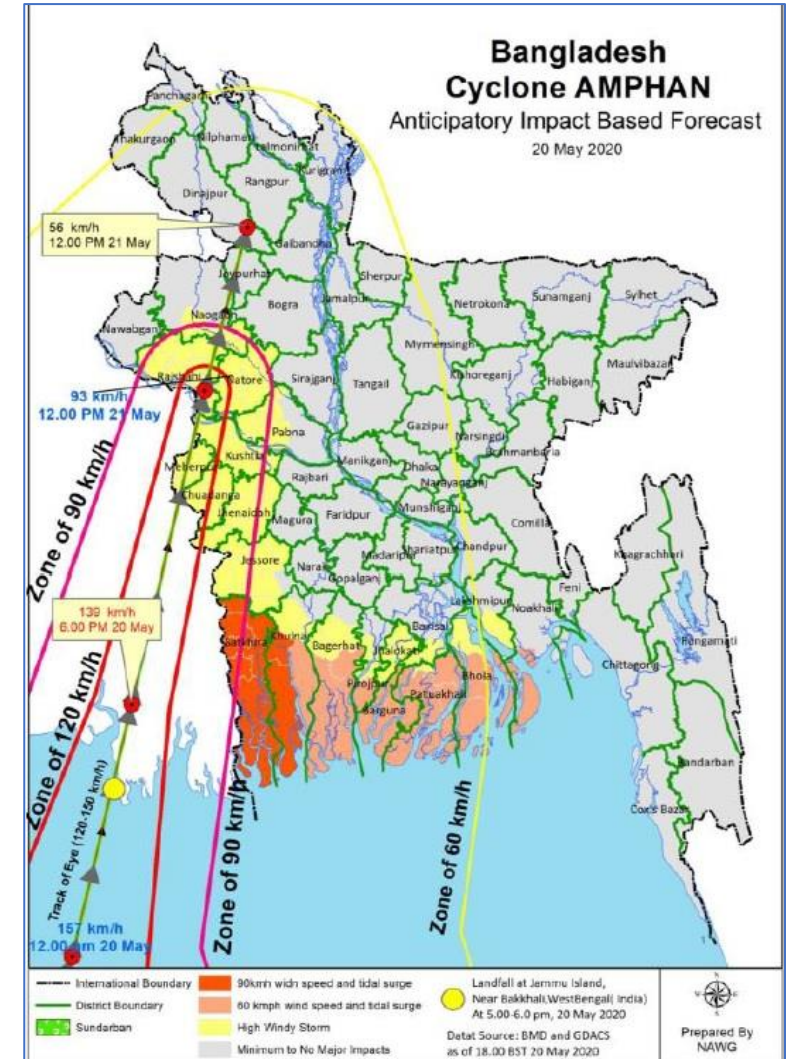 Bangladesh
Cyclone AMPHAN
Anticipatory Impact Based Forecast
20 May 2020
Panchagarh
Thakurgaon
Nilphamari
Lalmonirhat
Kurigram
Rangpur
Dinajpur
56 km/h
12.00 PM 21 May
Gaibandha
Joypurhat
Sherpur
Bogra
Jamalpur
Netrokona
Sunamganj
Sylhet
Naogaon
Nawabganj
Mymensingh
Rajshahi
Natore
Sirajganj
Tangail
Kishoreganj
Habiganj
Maulvibazar
93 km/h
12.00 PM 21 May
Gazipur
Pabna
Narsingdi
Brahmanbaria
Meherpur
Kushtia
Manikganj
Dhaka
Narayanganj
Chuadanga
Rajbari
Munshiganj
Jhenaidah
Magura
Faridpur
Comilla
Shariatpur
Chandpur
Madaripur
Khagrachhari
Jessore
Narail
Gopalganj
Feni
Zone of 90 km/h
139 km/h
6.00 PM 20 May
Lakshmipur
Noakhali
Satkhira
Khulna
Bagerhat
Barisal
Jhalokati
Rangamati
Chittagong
Pirojpur
Bhola
Patuakhali
Barguna
Zone of 120 km/h
Bandarban
Cox's Bazar
Track of Eye (120-150 km/h)
Zone of 90 km/h
Zone of 60 km/h
157 km/h
12.00 pm 20 May
International Boundary
District Boundary
Sundarban
90kmh widn speed and tidal surge
60 kmph wind speed and tidal surge
High Windy Storm
Minimum to No Major Impacts
Landfall at Jammu Island,
Near Bakkhali,WestBengal( India)
At 5.00-6.0 pm, 20 May 2020
Datat Source: BMD and GDACS
as of 18.00 BST 20 May 2020
N
Prepared By
NAWG